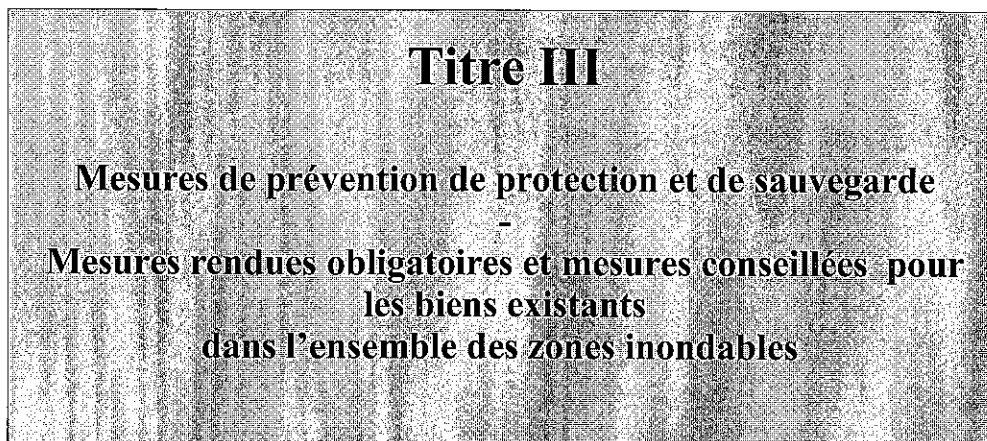 Titre III
Mesures de prévention de protection et de sauvegarde
-
Mesures rendues obligatoires et mesures conseillées pour
les biens existants
dans l'ensemble des zones inondables